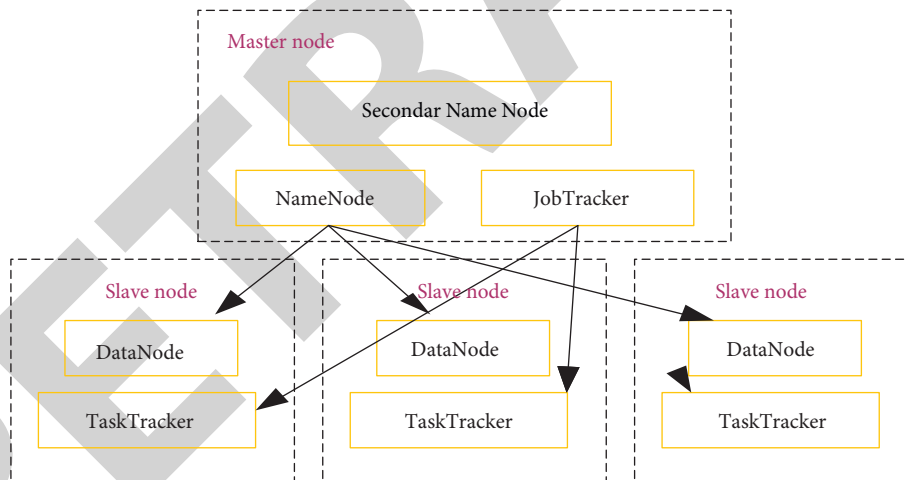 Master node
Secondar Name Node
NameNode
JobTracker
Slave node
Slave node
Slave node
DataNode
DataNode
DataNode
TaskTracker
TaskTracker
TaskTracker
ETRA